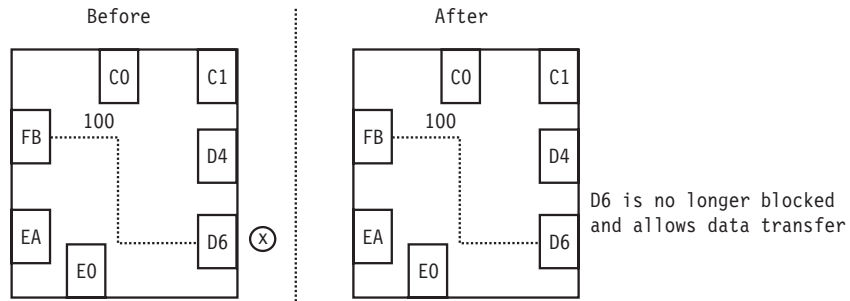 Before
After
C0
C1
FB
100
D4
EA
D6
X
E0
C0
C1
FB
100
D4
EA
D6
E0
D6 is no longer blocked
and allows data transfer